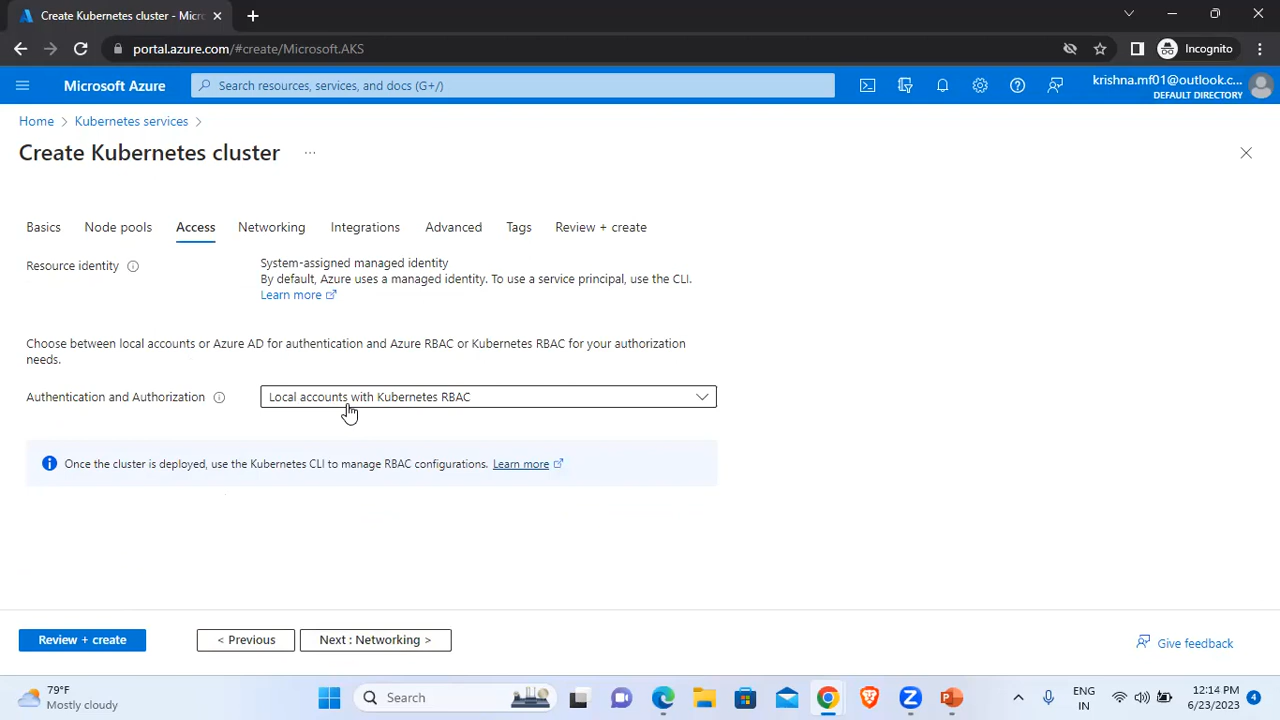 Create Kubernetes cluster - Micr
portal.azure.com/#create/Microsoft.AKS
Incognito
Microsoft Azure
Search resources, services, and docs (G+/)
krishna.mf01@outlook.c...
DEFAULT DIRECTORY
Home > Kubernetes services >
Create Kubernetes cluster ...
Basics Node pools Access Networking Integrations Advanced Tags Review + create
Resource identity
System-assigned managed identity
By default, Azure uses a managed identity. To use a service principal, use the CLI.
Learn more
Choose between local accounts or Azure AD for authentication and Azure RBAC or Kubernetes RBAC for your authorization
needs.
Authentication and Authorization
Local accounts with Kubernetes RBAC
Once the cluster is deployed, use the Kubernetes CLI to manage RBAC configurations. Learn more
Review + create
< Previous
Next : Networking >
Give feedback
79°F
Mostly cloudy
Search
ENG
IN
12:14 PM
6/23/2023
4